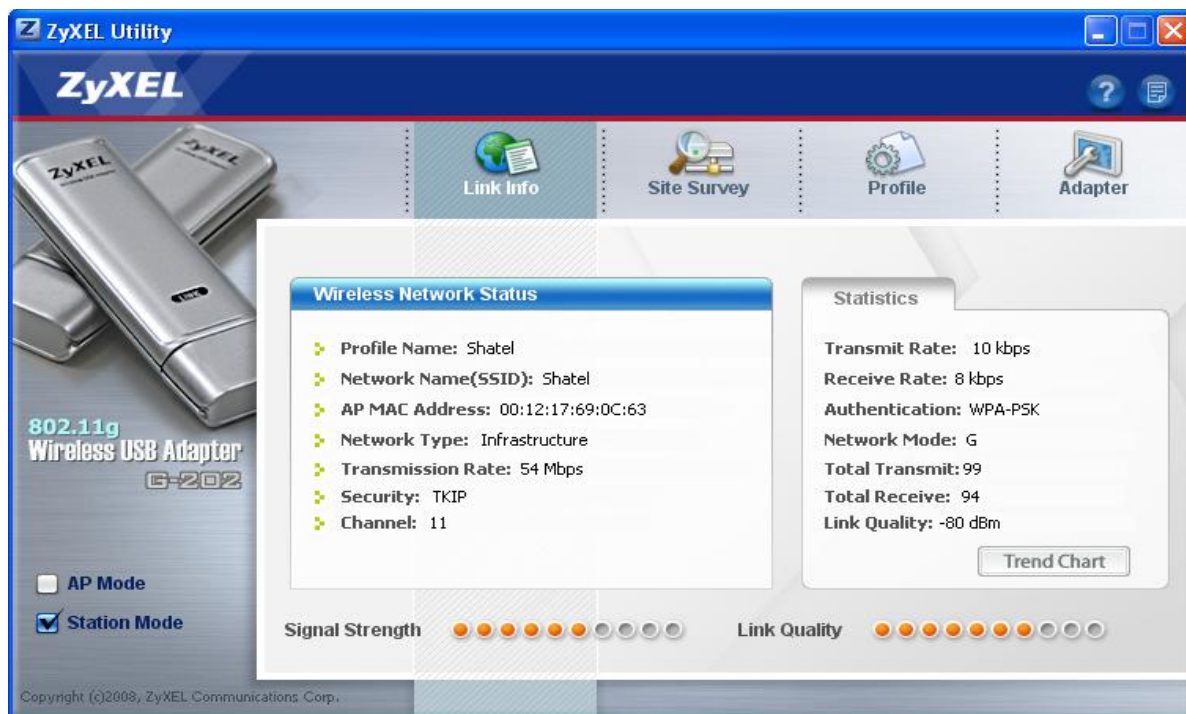 ZyXEL Utility
ZyXEL
?
ZyXEL
ZyXEL
LINK
Link Info
Site Survey
Profile
Adapter
802.11g
Wireless USB Adapter
G-202
AP Mode
Station Mode
Wireless Network Status
Profile Name: Shatel
Network Name(SSID): Shatel
AP MAC Address: 00:12:17:69:0C:63
Network Type: Infrastructure
Transmission Rate: 54 Mbps
Security: TKIP
Channel: 11
Statistics
Transmit Rate: 10 kbps
Receive Rate: 8 kbps
Authentication: WPA-PSK
Network Mode: G
Total Transmit: 99
Total Receive: 94
Link Quality: -80 dBm
Trend Chart
Signal Strength
Link Quality
Copyright (c)2008, ZyXEL Communications Corp.